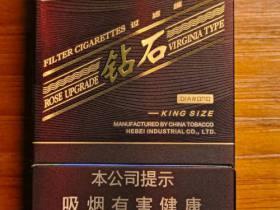 FILTER CIGARETTES
VIRGINIA TYPE
ROSE UPGRADE
钻石
DIAMOND
KING SIZE
MANUFACTURED BY CHINA TOBACCO
HEBEI INDUSTRIAL CO., LTD.
本公司提示
吸烟有害健康